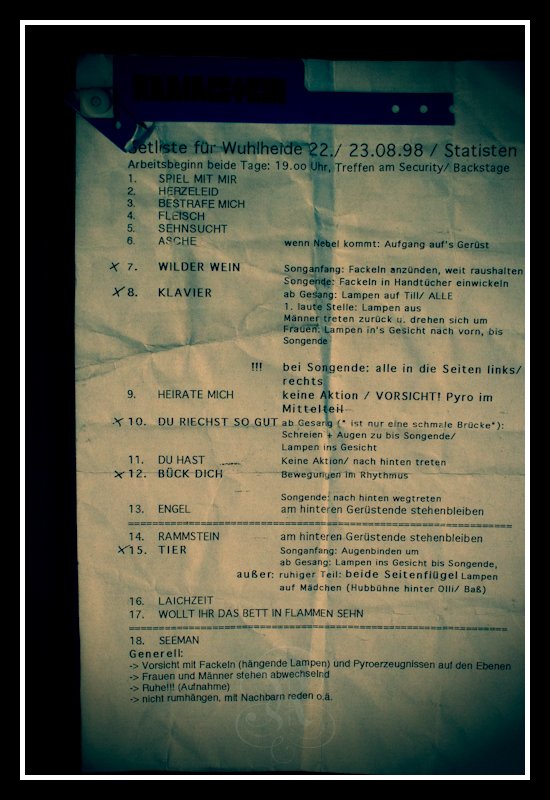 Setliste für Wuhlheide 22./ 23.08.98 / Statisten
Arbeitsbeginn beide Tage: 19.oo Uhr, Treffen am Security/ Backstage
1. SPIEL MIT MIR
2. HERZELEID
3. BESTRAFE MICH
4. FLEISCH
5. SEHNSUCHT
6. ASCHE wenn Nebel kommt: Aufgang auf's Gerüst
x 7. WILDER WEIN Songanfang: Fackeln anzünden, weit raushalten
Songende: Fackeln in Handtücher einwickeln
x 8. KLAVIER ab Gesang: Lampen auf Till/ ALLE
1. laute Stelle: Lampen aus
Männer treten zurück u. drehen sich um
Frauen: Lampen in's Gesicht nach vorn, bis
Songende
!!! bei Songende: alle in die Seiten links/
rechts
9. HEIRATE MICH keine Aktion / VORSICHT! Pyro im
Mittelteil
x 10. DU RIECHST SO GUT ab Gesang (* ist nur eine schmale Brücke*):
Schreien + Augen zu bis Songende/
Lampen ins Gesicht
11. DU HAST Keine Aktion/ nach hinten treten
x 12. BÜCK DICH Bewegungen im Rhythmus
Songende: nach hinten wegtreten
13. ENGEL am hinteren Gerüstende stehenbleiben
14. RAMMSTEIN am hinteren Gerüstende stehenbleiben
x 15. TIER Songanfang: Augenbinden um
ab Gesang: Lampen ins Gesicht bis Songende,
außer: ruhiger Teil: beide Seitenflügel Lampen
auf Mädchen (Hubbühne hinter Olli/ Baß)
16. LAICHZEIT
17. WOLLT IHR DAS BETT IN FLAMMEN SEHN
18. SEEMAN
Generell:
-> Vorsicht mit Fackeln (hängende Lampen) und Pyroerzeugnissen auf den Ebenen
-> Frauen und Männer stehen abwechselnd
-> Ruhe!!! (Aufnahme)
-> nicht rumhängen, mit Nachbarn reden o.ä.